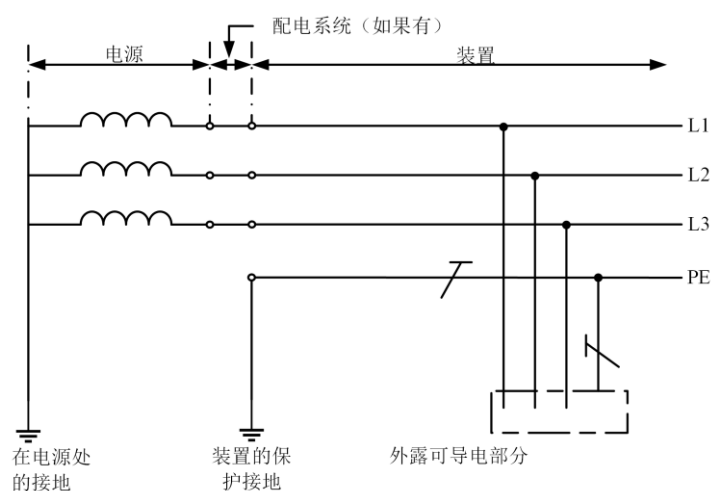 配电系统（如果有）
电源
装置
L1
L2
L3
PE
在电源处
的接地
装置的保
护接地
外露可导电部分